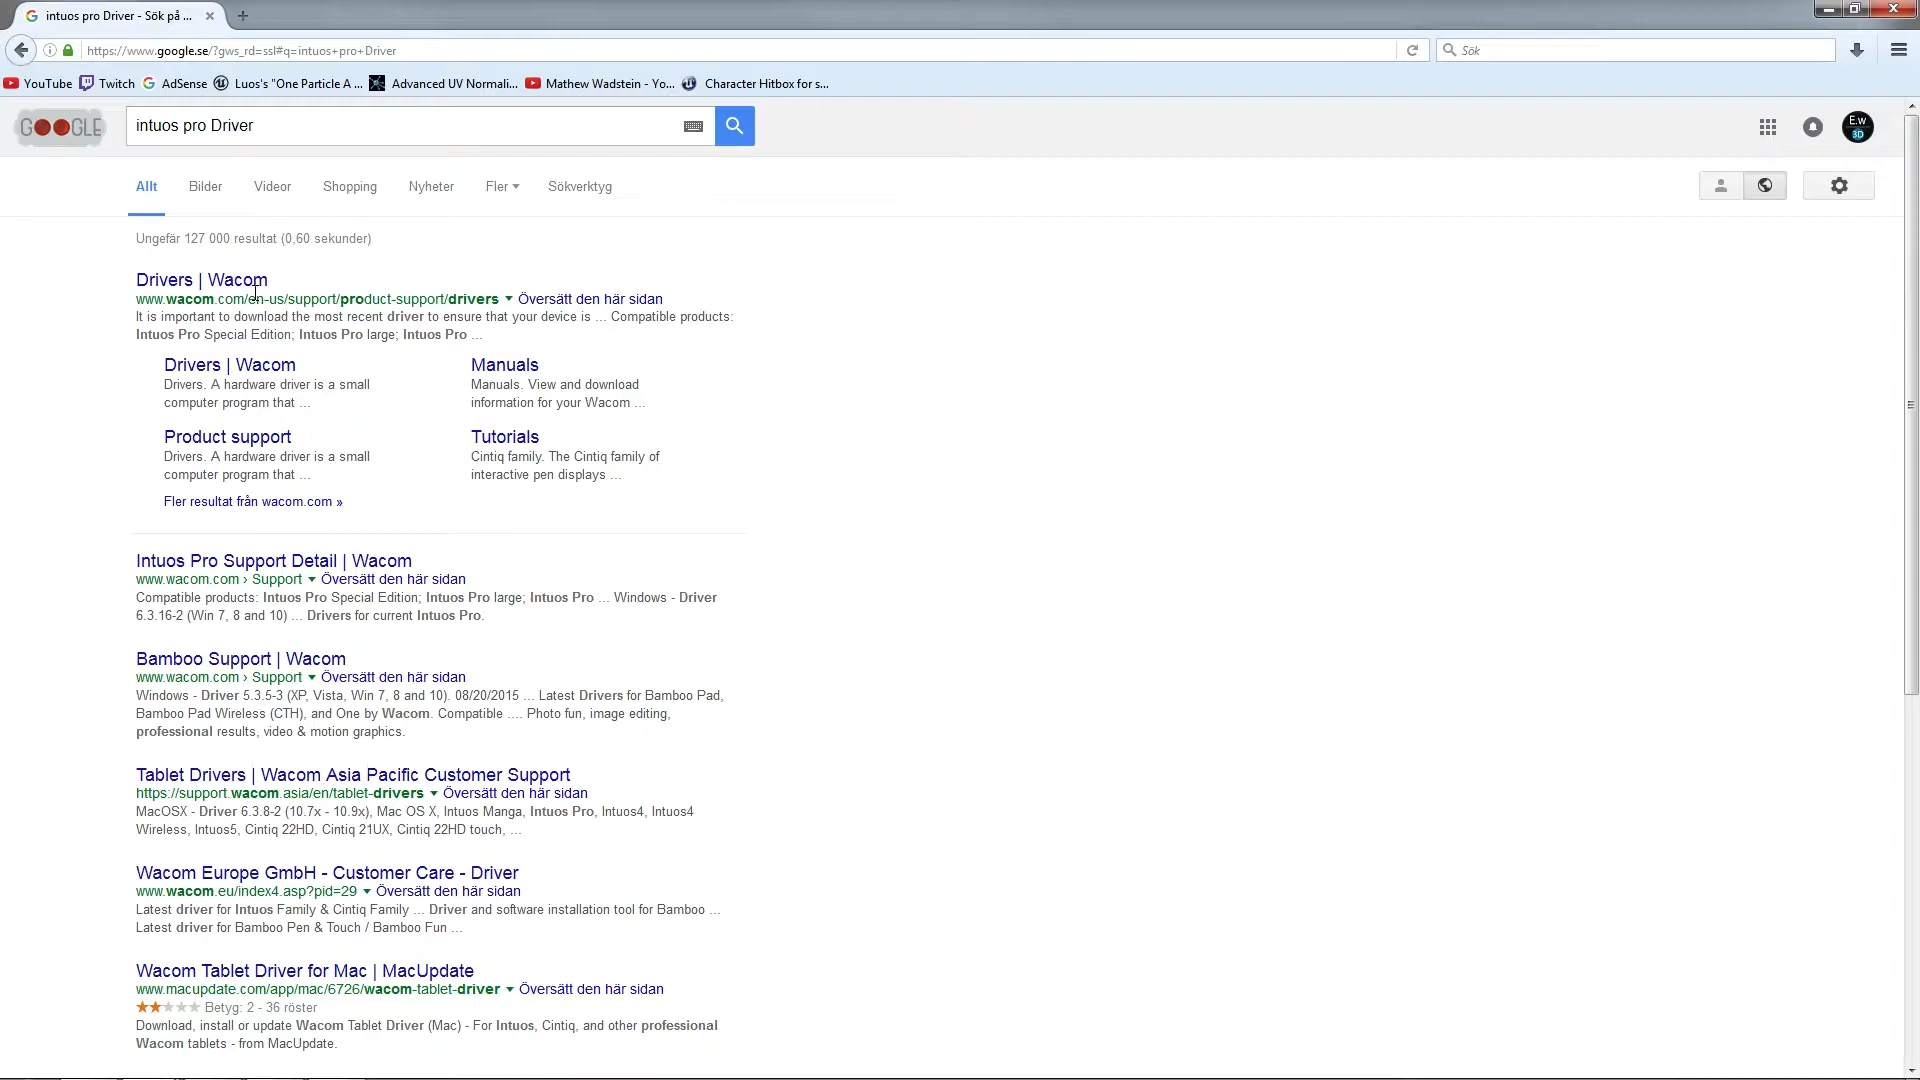 intuos pro Driver - Sök på ...
https://www.google.se/?gws_rd=ssl#q=intuos+pro+Driver
Sök
YouTube Twitch AdSense Luos's "One Particle A... Advanced UV Normali... Mathew Wadstein - Yo... Character Hitbox for s...
GOOGLE
intuos pro Driver
E.w
3D
Allt Bilder Videor Shopping Nyheter Fler Sökverktyg
Ungefär 127 000 resultat (0,60 sekunder)
Drivers | Wacom
www.wacom.com/en-us/support/product-support/drivers Översätt den här sidan
It is important to download the most recent driver to ensure that your device is ... Compatible products:
Intuos Pro Special Edition; Intuos Pro large; Intuos Pro ...
Drivers | Wacom
Drivers. A hardware driver is a small
computer program that ...
Manuals
Manuals. View and download
information for your Wacom ...
Product support
Drivers. A hardware driver is a small
computer program that ...
Tutorials
Cintiq family. The Cintiq family of
interactive pen displays ...
Fler resultat från wacom.com »
Intuos Pro Support Detail | Wacom
www.wacom.com › Support Översätt den här sidan
Compatible products: Intuos Pro Special Edition; Intuos Pro large; Intuos Pro ... Windows - Driver
6.3.16-2 (Win 7, 8 and 10) ... Drivers for current Intuos Pro.
Bamboo Support | Wacom
www.wacom.com › Support Översätt den här sidan
Windows - Driver 5.3.5-3 (XP, Vista, Win 7, 8 and 10). 08/20/2015 ... Latest Drivers for Bamboo Pad,
Bamboo Pad Wireless (CTH), and One by Wacom. Compatible .... Photo fun, image editing,
professional results, video & motion graphics.
Tablet Drivers | Wacom Asia Pacific Customer Support
https://support.wacom.asia/en/tablet-drivers Översätt den här sidan
MacOSX - Driver 6.3.8-2 (10.7x - 10.9x), Mac OS X, Intuos Manga, Intuos Pro, Intuos4, Intuos4
Wireless, Intuos5, Cintiq 22HD, Cintiq 21UX, Cintiq 22HD touch, ...
Wacom Europe GmbH - Customer Care - Driver
www.wacom.eu/index4.asp?pid=29 Översätt den här sidan
Latest driver for Intuos Family & Cintiq Family ... Driver and software installation tool for Bamboo ...
Latest driver for Bamboo Pen & Touch / Bamboo Fun ...
Wacom Tablet Driver for Mac | MacUpdate
www.macupdate.com/app/mac/6726/wacom-tablet-driver Översätt den här sidan
Betyg: 2 - 36 röster
Download, install or update Wacom Tablet Driver (Mac) - For Intuos, Cintiq, and other professional
Wacom tablets - from MacUpdate.